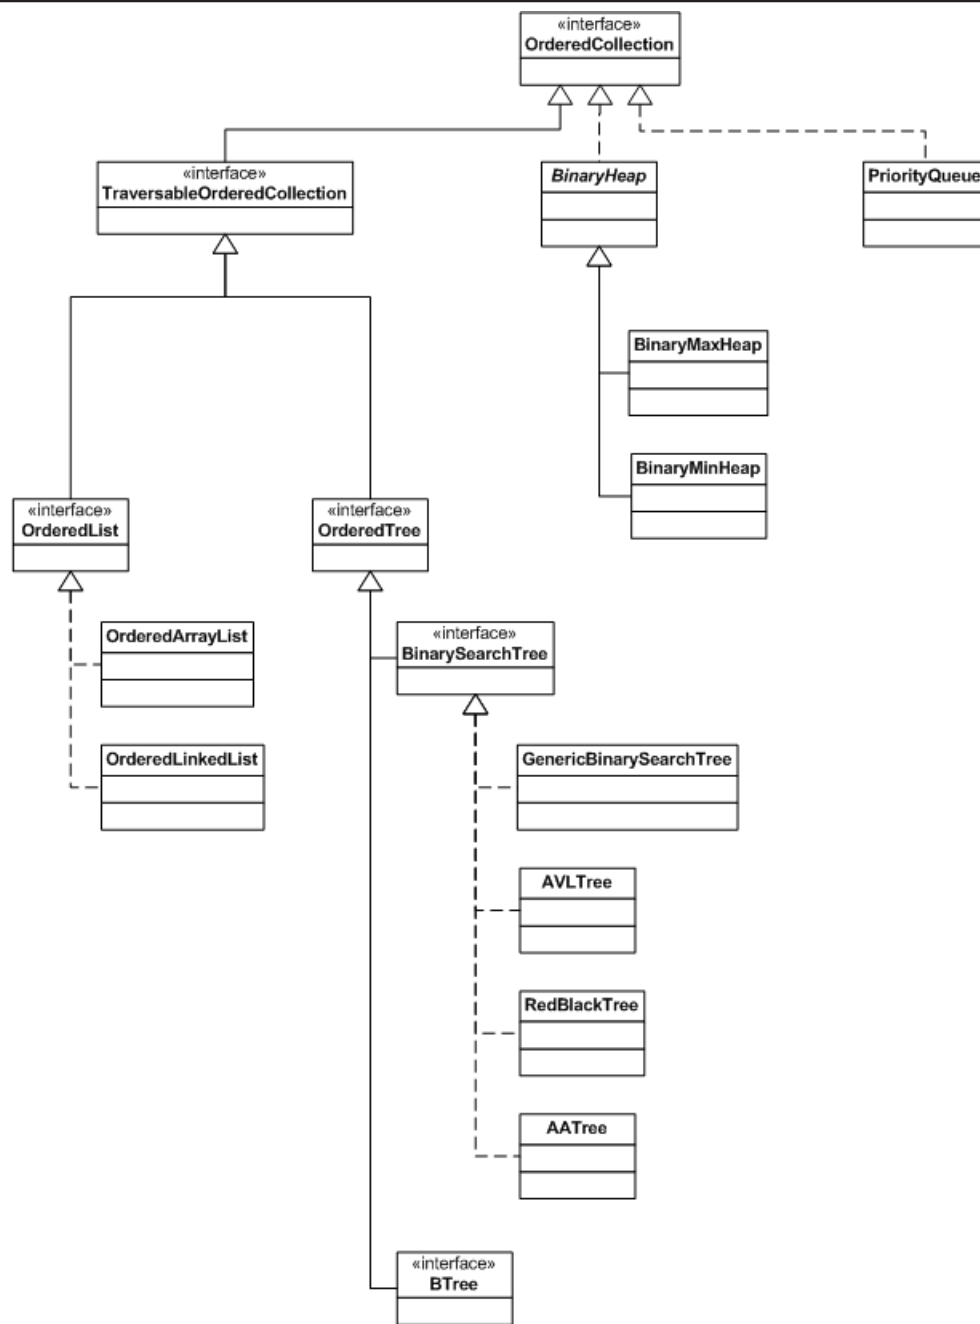 «interface»
OrderedCollection
«interface»
TraversableOrderedCollection
BinaryHeap
PriorityQueue
BinaryMaxHeap
BinaryMinHeap
«interface»
OrderedList
«interface»
OrderedTree
OrderedArrayList
«interface»
BinarySearchTree
OrderedLinkedList
GenericBinarySearchTree
AVLTree
RedBlackTree
AATree
«interface»
BTree